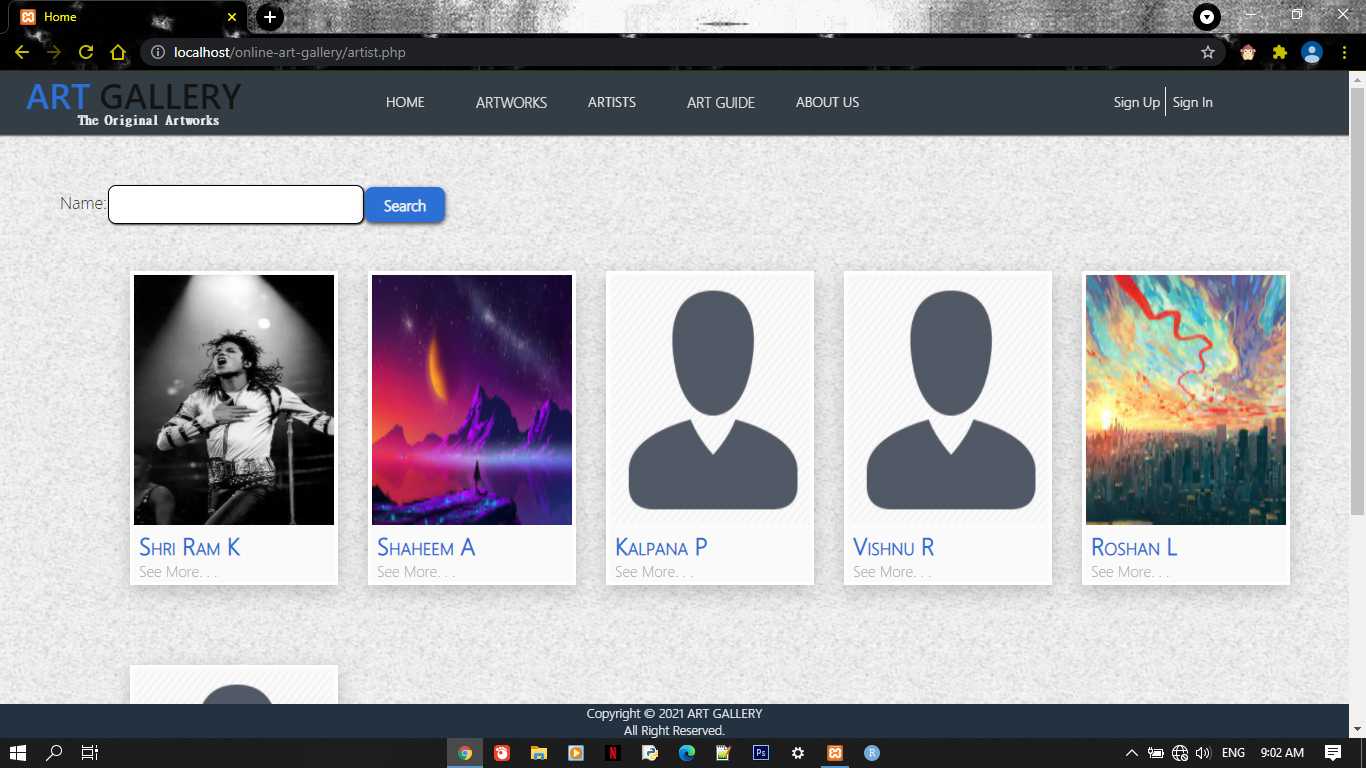 Home
localhost/online-art-gallery/artist.php
ART GALLERY
The Original Artworks
HOME ARTWORKS ARTISTS ART GUIDE ABOUT US
Sign Up Sign In
Name: Search
Shri Ram K Shaheem A Kalpana P Vishnu R Roshan L
See More. . . See More. . . See More. . . See More. . . See More. . .
Copyright © 2021 ART GALLERY
All Right Reserved.
N Ps R ENG 9:02 AM